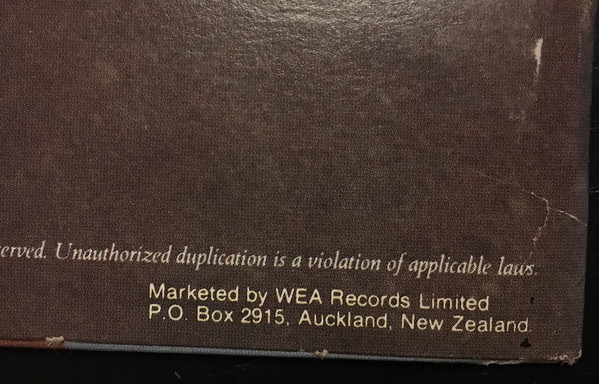 erved. Unauthorized duplication is a violation of applicable laws.
Marketed by WEA Records Limited
P.O. Box 2915, Auckland, New Zealand.